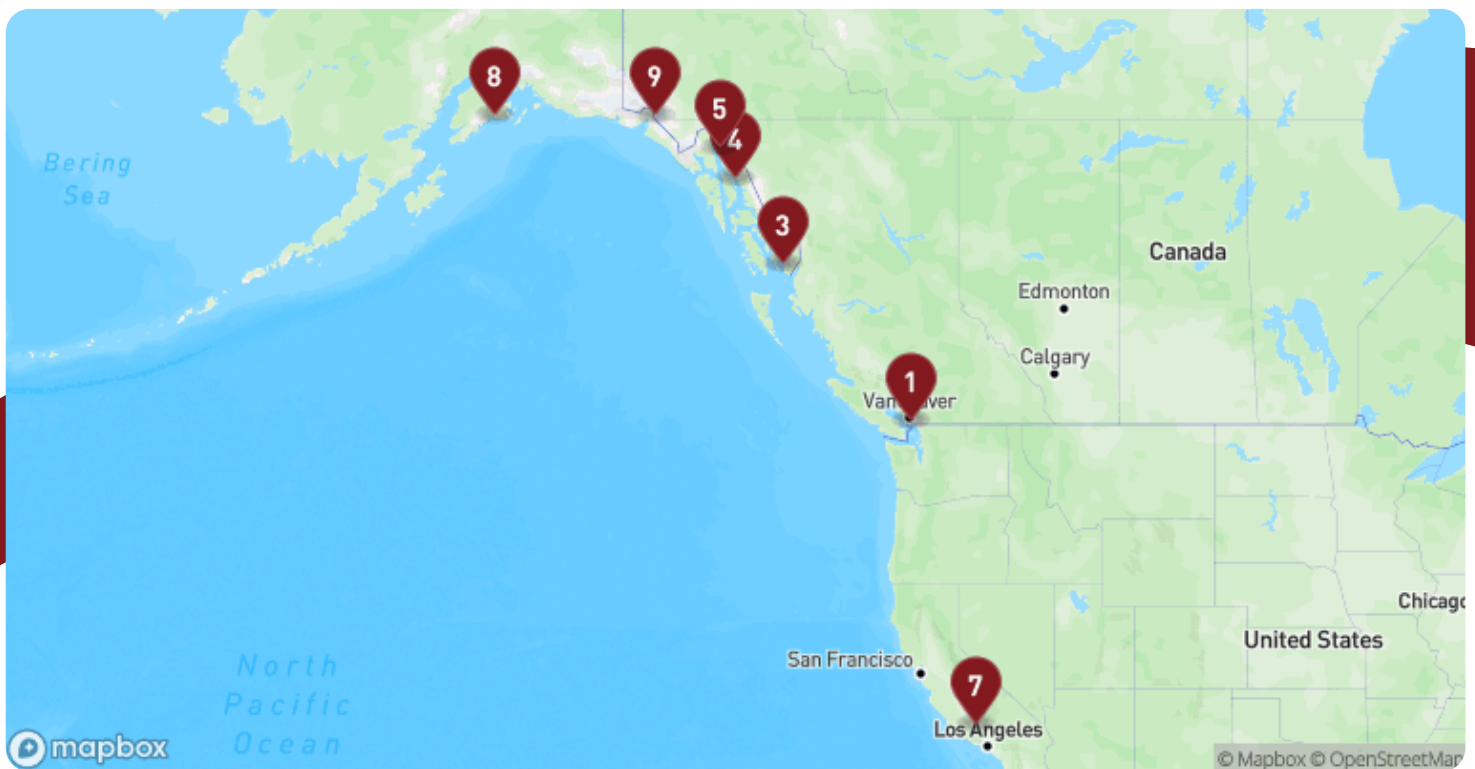 8
9
5
4
Bering
Sea
3
Canada
Edmonton
Calgary
1
Vancouver
Chicago
United States
North
Pacific
Ocean
San Francisco
7
Los Angeles
mapbox
© Mapbox © OpenStreetMap